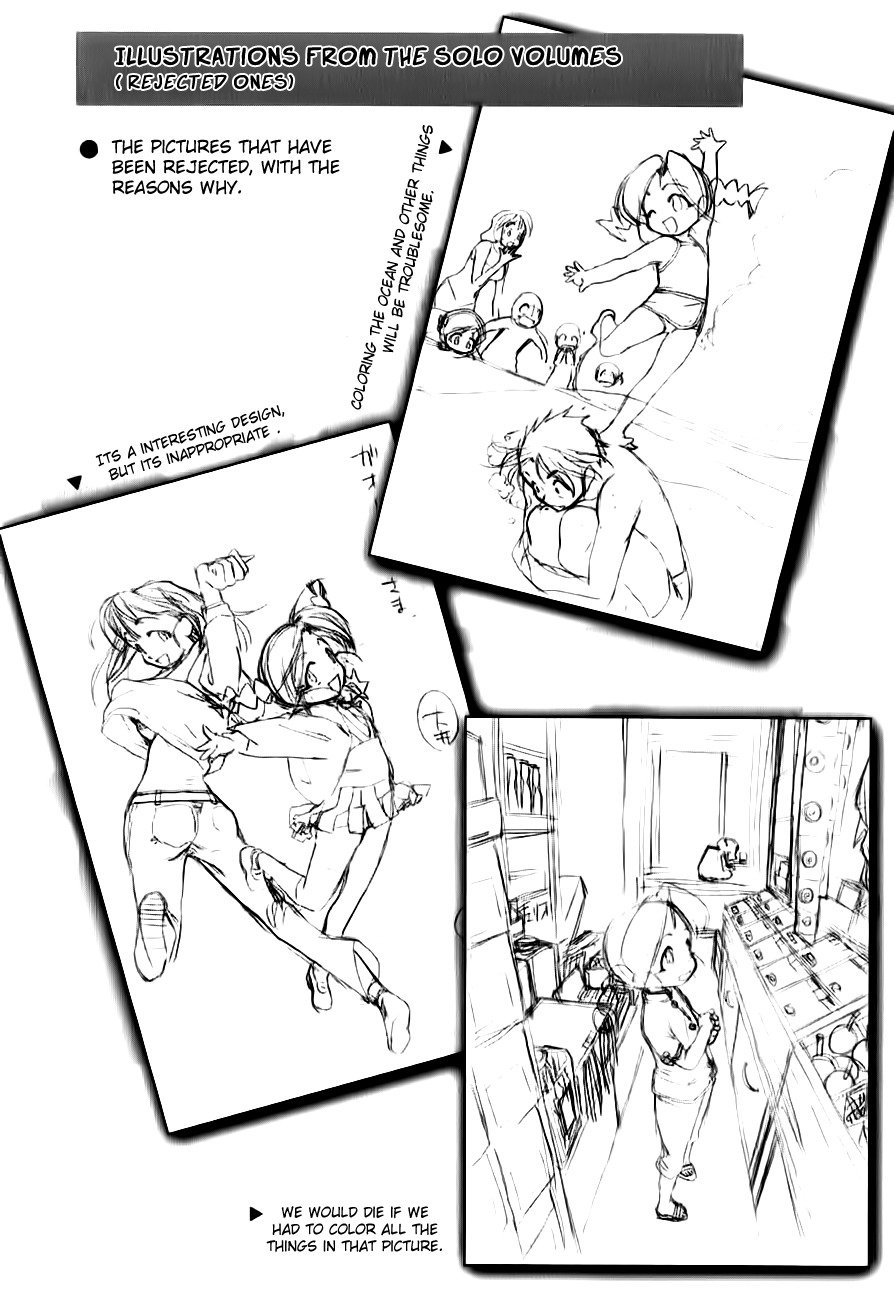 ILLUSTRATIONS FROM THE SOLO VOLUMES
(REJECTED ONES)
● THE PICTURES THAT HAVE
BEEN REJECTED, WITH THE
REASONS WHY.
COLORING THE OCEAN AND OTHER THINGS
WILL BE TROUBLESOME.
ITS A INTERESTING DESIGN,
BUT ITS INAPPROPRIATE .
WE WOULD DIE IF WE
HAD TO COLOR ALL THE
THINGS IN THAT PICTURE.